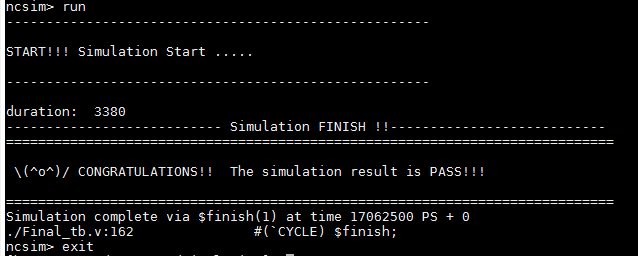 ncsim> run
-----------------------------------------------------
START!!! Simulation Start .....
-----------------------------------------------------
duration:  3380
--------------------------- Simulation FINISH !!---------------------------
============================================================================
\(^o^)/ CONGRATULATIONS!!  The simulation result is PASS!!!
============================================================================
Simulation complete via $finish(1) at time 17062500 PS + 0
./Final_tb.v:162               #(`CYCLE) $finish;
ncsim> exit